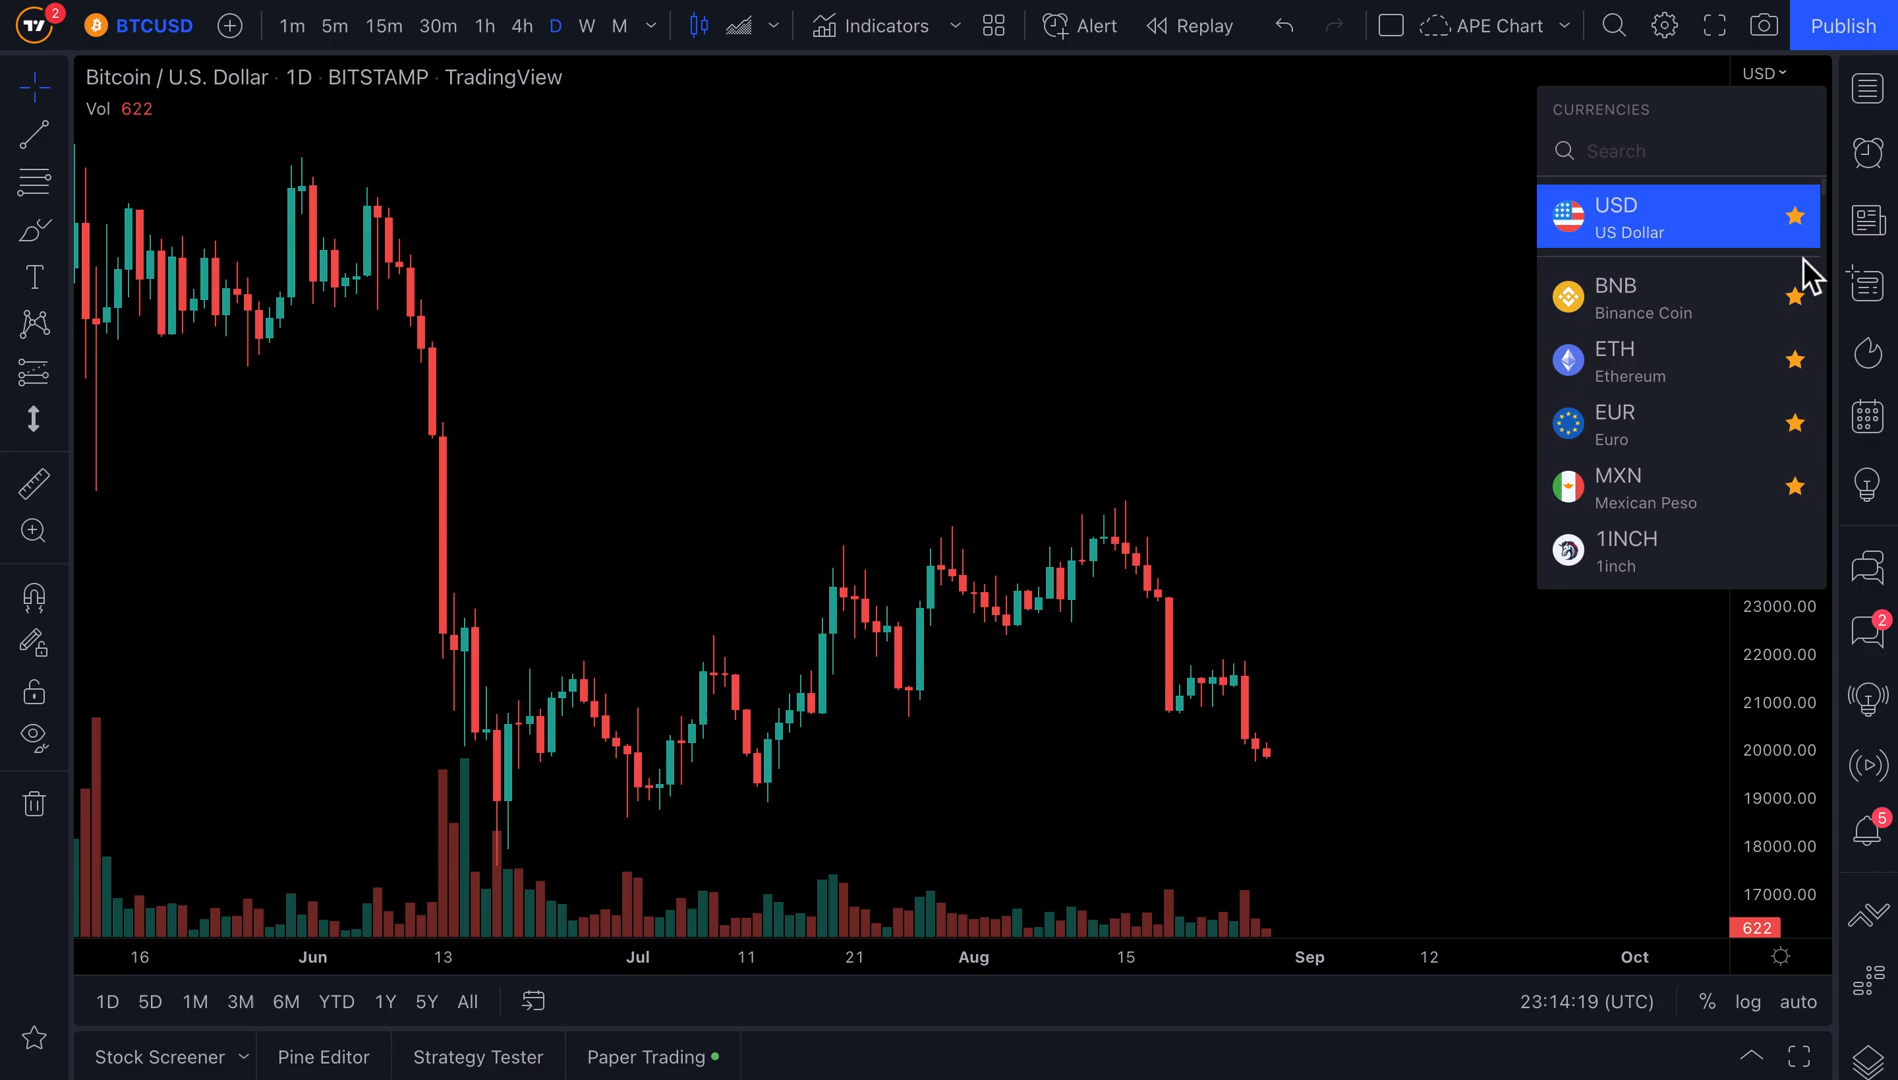 2
BTCUSD
1m 5m 15m 30m 1h 4h D W M
Indicators
Alert
Replay
APE Chart
Publish
Bitcoin / U.S. Dollar · 1D · BITSTAMP · TradingView
Vol 622
USD
CURRENCIES
Search
USD
US Dollar
BNB
Binance Coin
ETH
Ethereum
EUR
Euro
MXN
Mexican Peso
1INCH
1inch
23000.00
22000.00
21000.00
20000.00
19000.00
18000.00
17000.00
622
2
5
16 Jun 13 Jul 11 21 Aug 15 Sep 12 Oct
1D 5D 1M 3M 6M YTD 1Y 5Y All
23:14:19 (UTC) % log auto
Stock Screener Pine Editor Strategy Tester Paper Trading